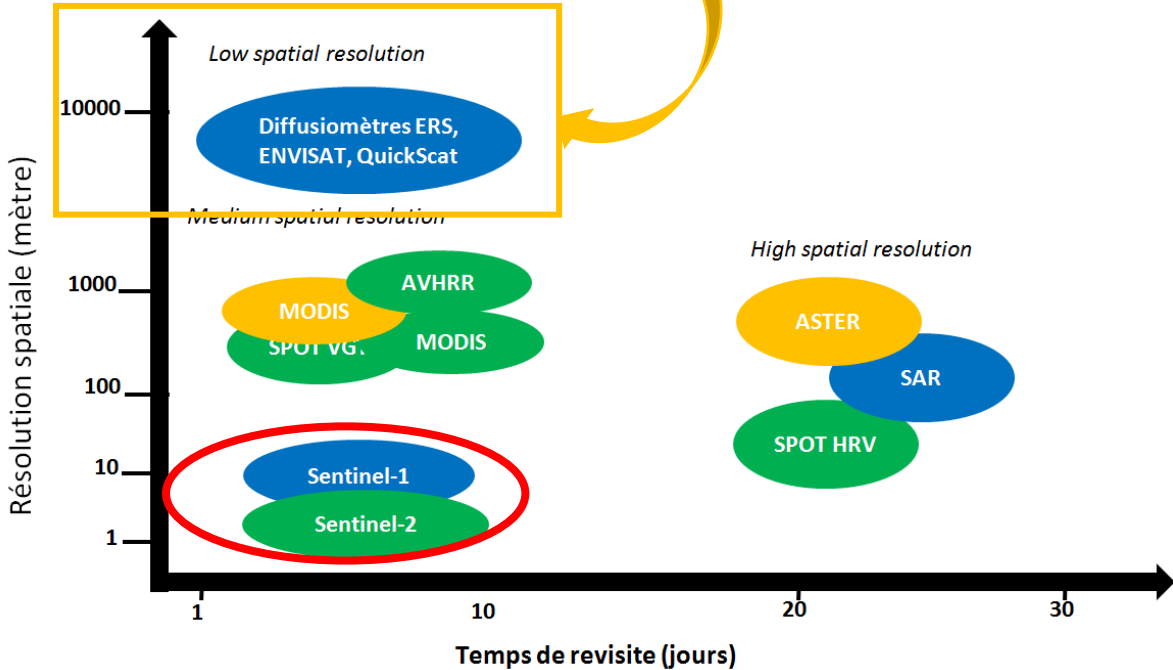 Low spatial resolution
10000
Diffusiomètres ERS,
ENVISAT, QuickScat
Medium spatial resolution
High spatial resolution
Résolution spatiale (mètre)
1000
AVHRR
MODIS
ASTER
SPOT VGT
MODIS
SAR
100
SPOT HRV
10
Sentinel-1
Sentinel-2
1
1
10
20
30
Temps de revisite (jours)